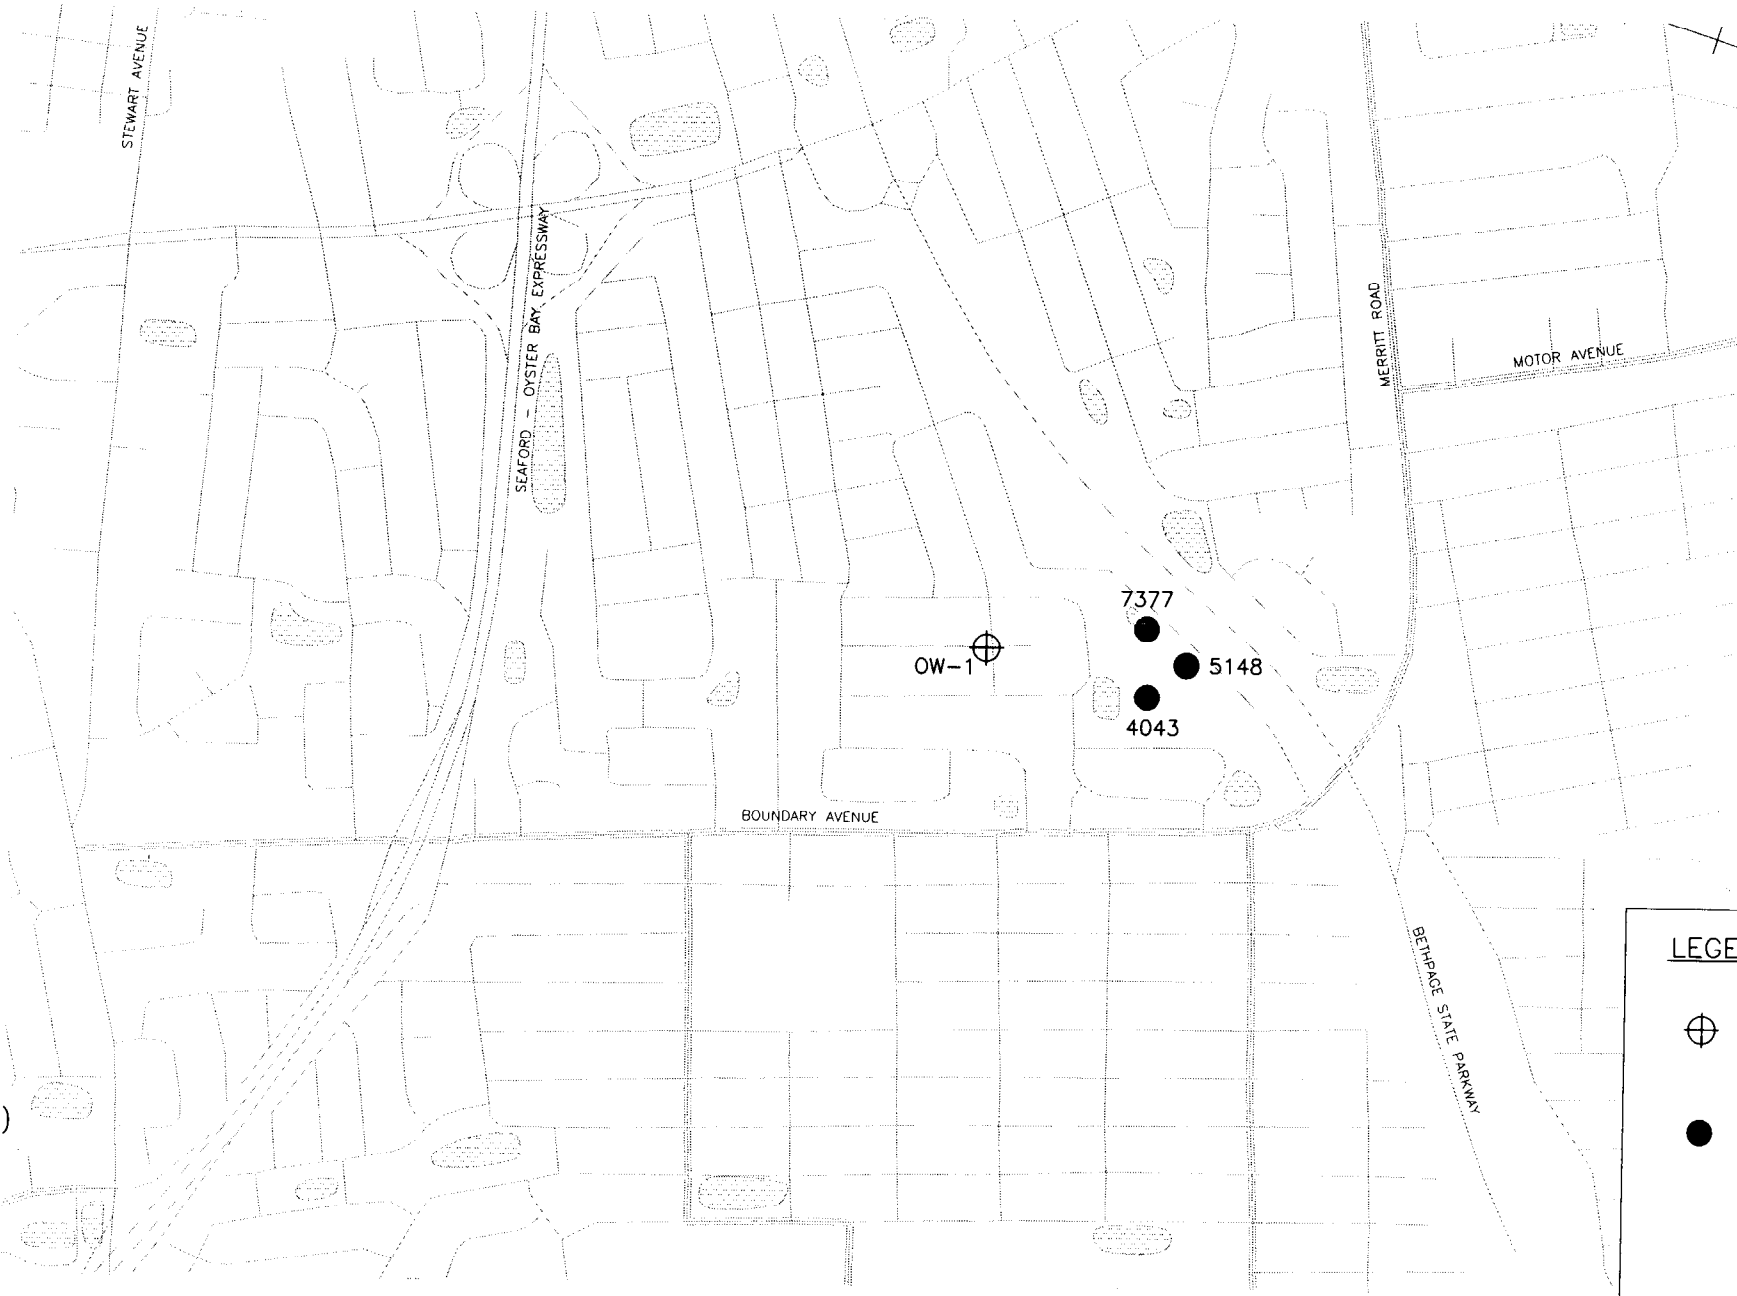 STEWART AVENUE
SEAFORD - OYSTER BAY EXPRESSWAY
MERRITT ROAD
MOTOR AVENUE
7377
OW-1
5148
4043
BOUNDARY AVENUE
BETHPAGE STATE PARKWAY
LEGE
)